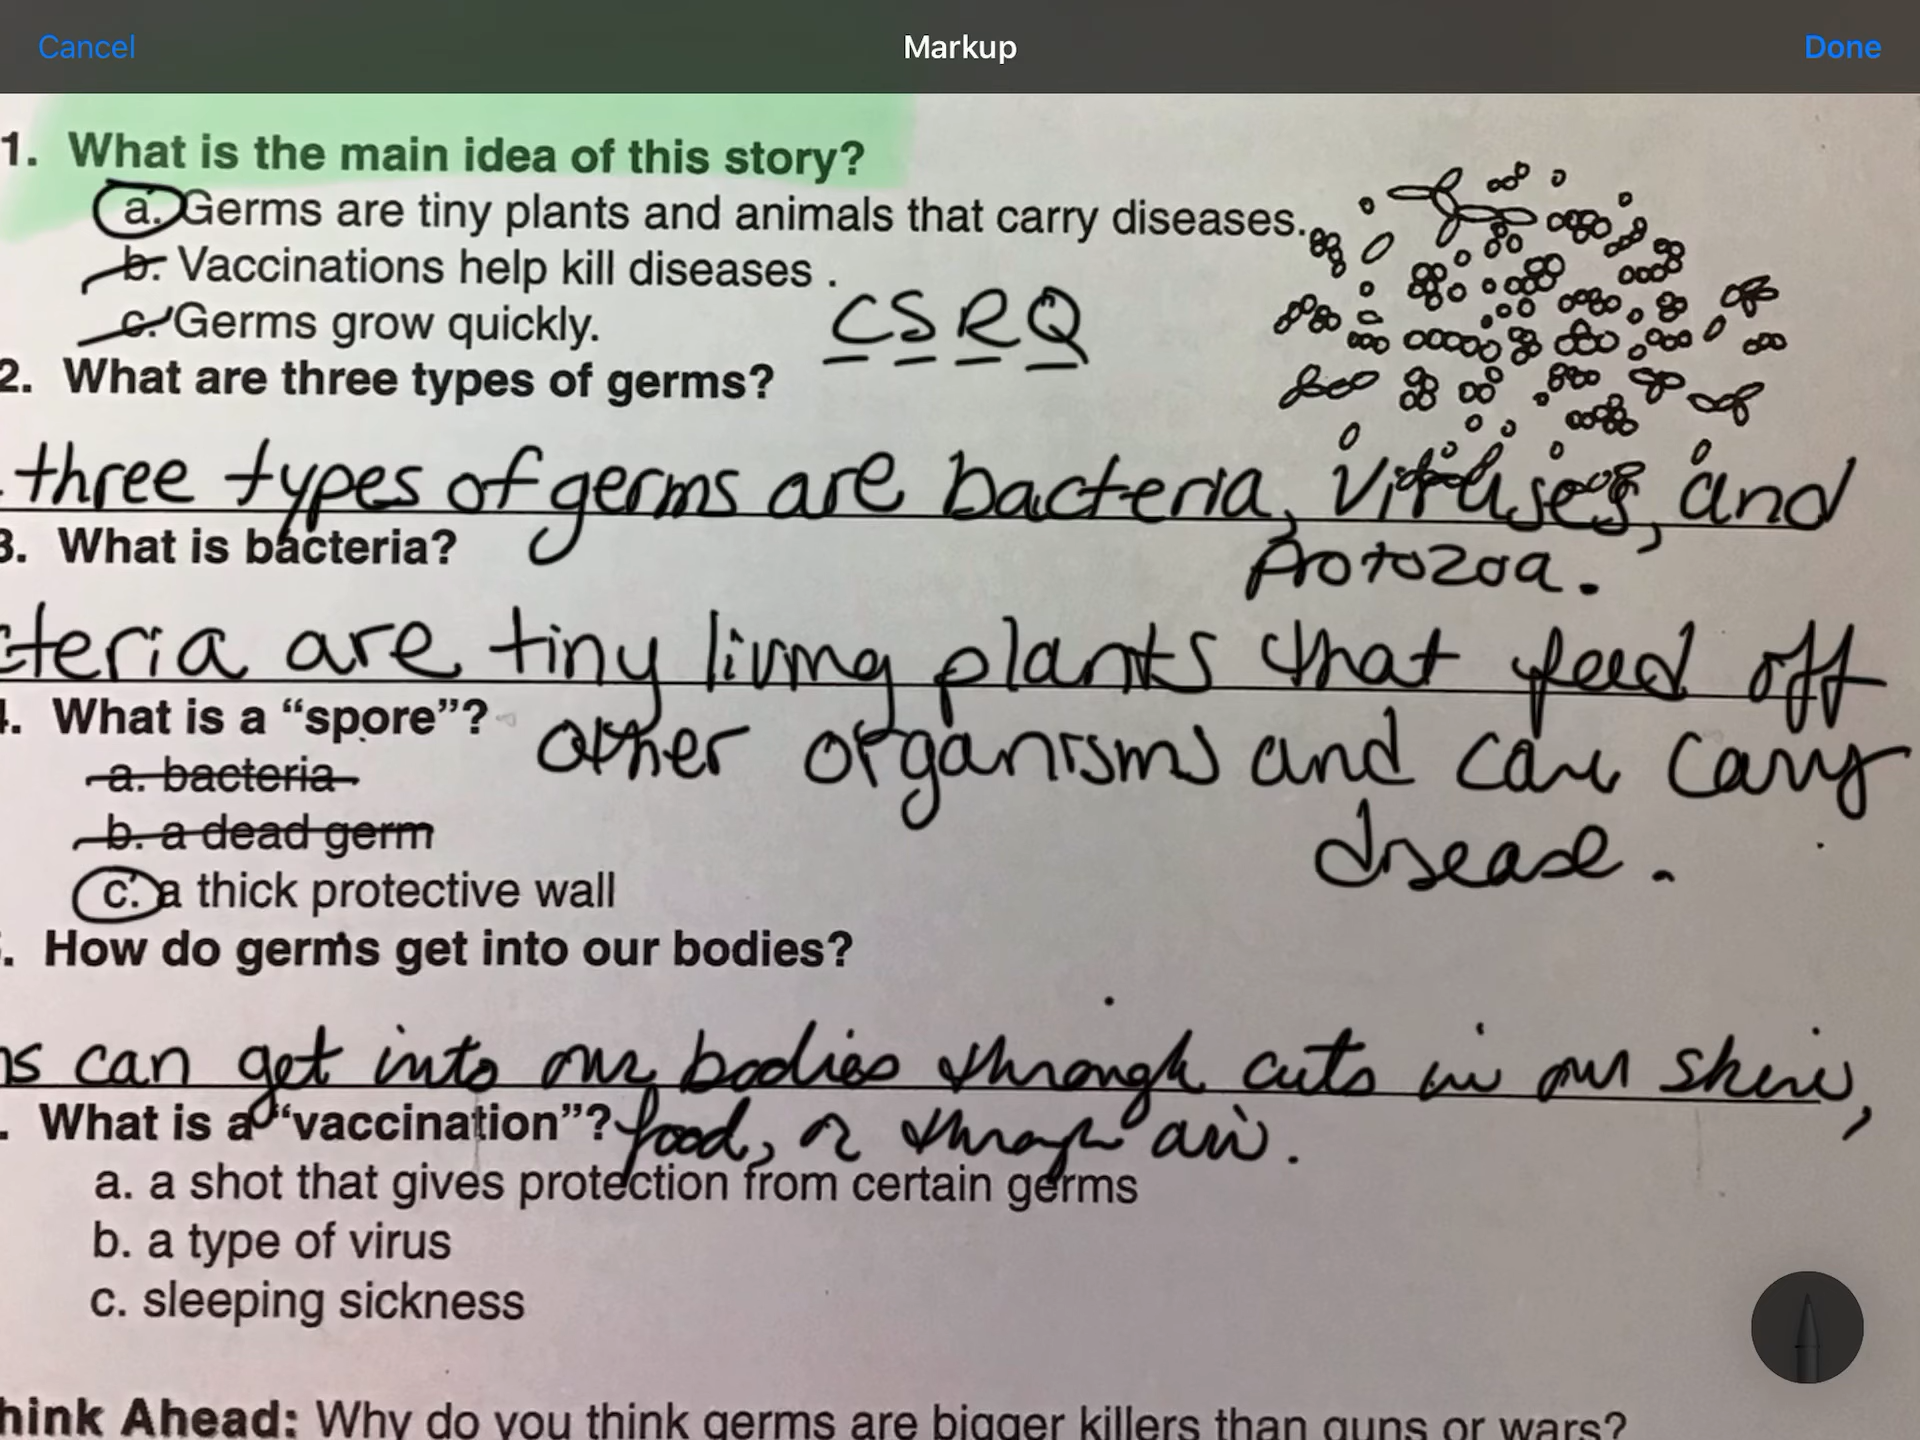 Cancel Markup Done
1. What is the main idea of this story?
a. Germs are tiny plants and animals that carry diseases.
b. Vaccinations help kill diseases .
c. Germs grow quickly.
CSRQ
2. What are three types of germs?
three types of germs are bacteria, viruses, and
protozoa.
3. What is bacteria?
cteria are tiny living plants that feed off
other organisms and can carry
disease.
4. What is a “spore”?
a. bacteria
b. a dead germ
c. a thick protective wall
. How do germs get into our bodies?
ns can get into our bodies through cuts in our skin,
food, or through air.
. What is a “vaccination”?
a. a shot that gives protection from certain germs
b. a type of virus
c. sleeping sickness
hink Ahead: Why do you think germs are bigger killers than guns or wars?